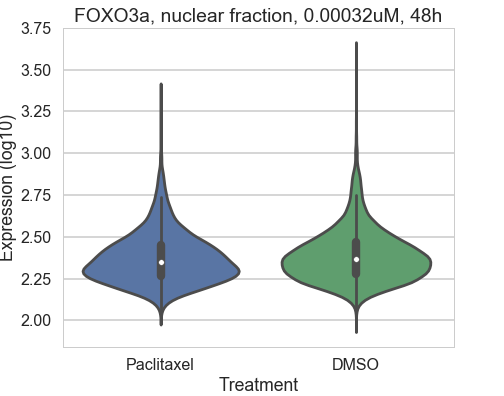 FOXO3a, nuclear fraction, 0.00032uM, 48h
3.75
3.50
3.25
3.00
2.75
2.50
2.25
2.00
Expression (log10)
Paclitaxel DMSO
Treatment